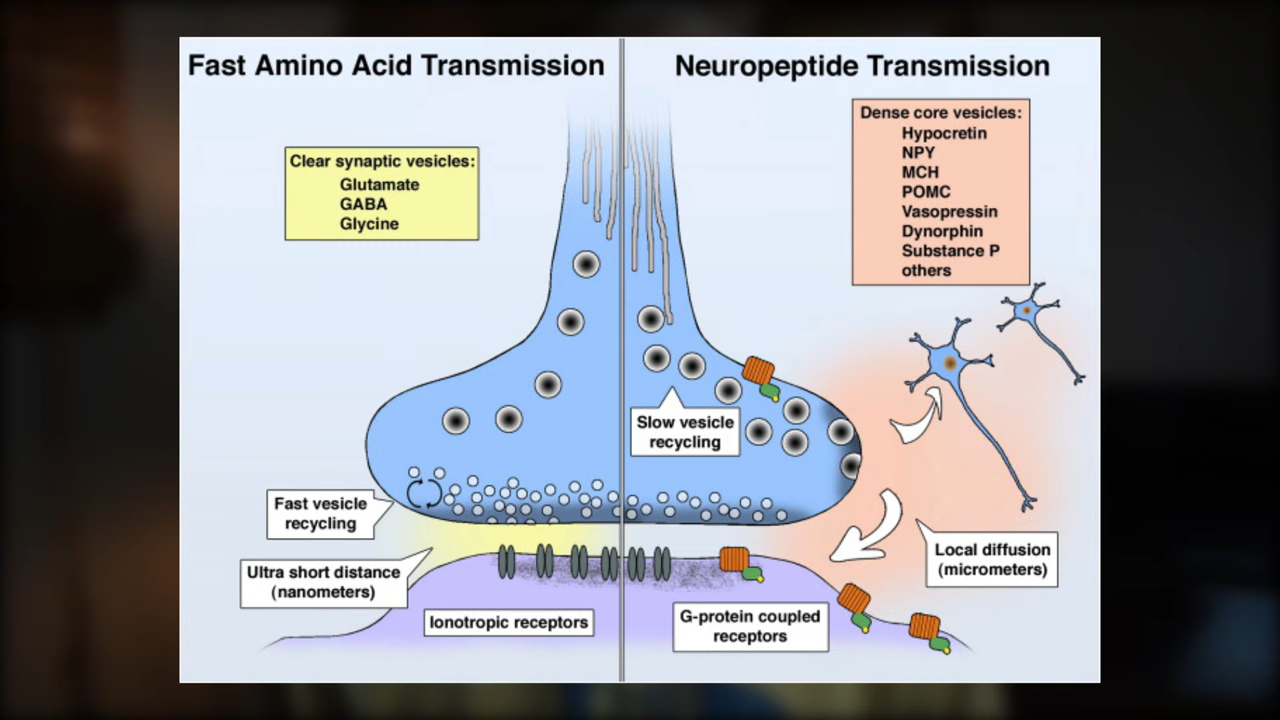 Fast Amino Acid Transmission
Clear synaptic vesicles:
Glutamate
GABA
Glycine
Fast vesicle
recycling
Ultra short distance
(nanometers)
Ionotropic receptors
Neuropeptide Transmission
Dense core vesicles:
Hypocretin
NPY
MCH
POMC
Vasopressin
Dynorphin
Substance P
others
Slow vesicle
recycling
Local diffusion
(micrometers)
G-protein coupled
receptors